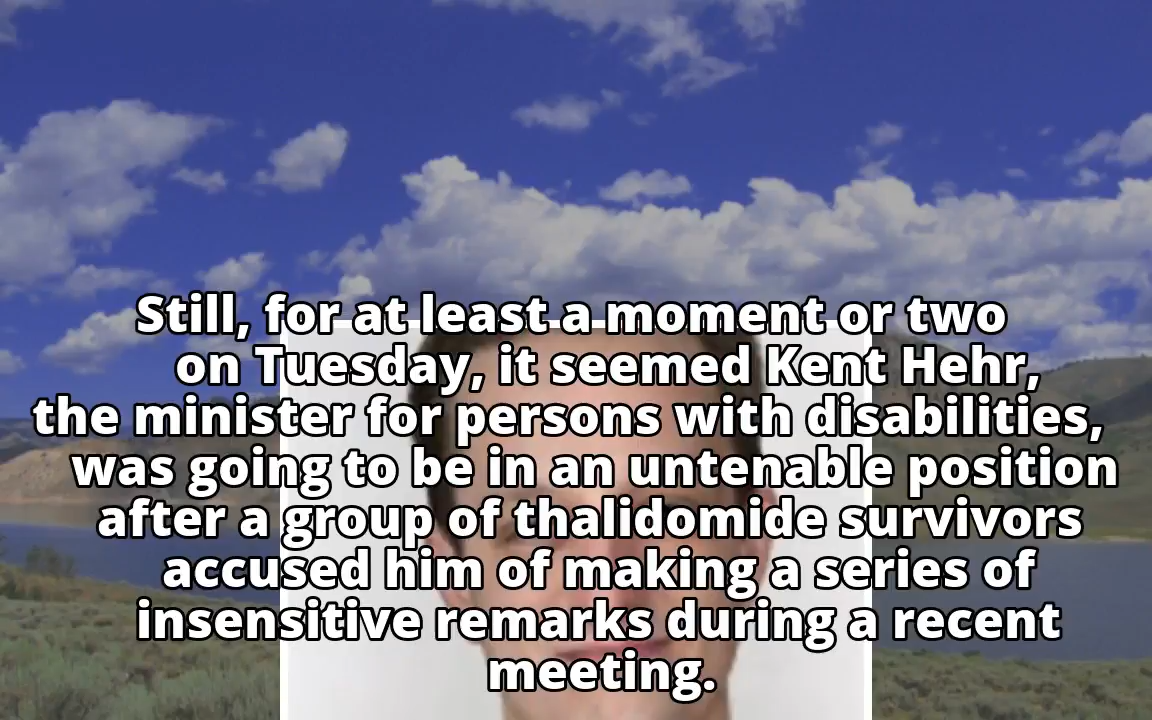 Still, for at least a moment or two
on Tuesday, it seemed Kent Hehr,
the minister for persons with disabilities,
was going to be in an untenable position
after a group of thalidomide survivors
accused him of making a series of
insensitive remarks during a recent
meeting.